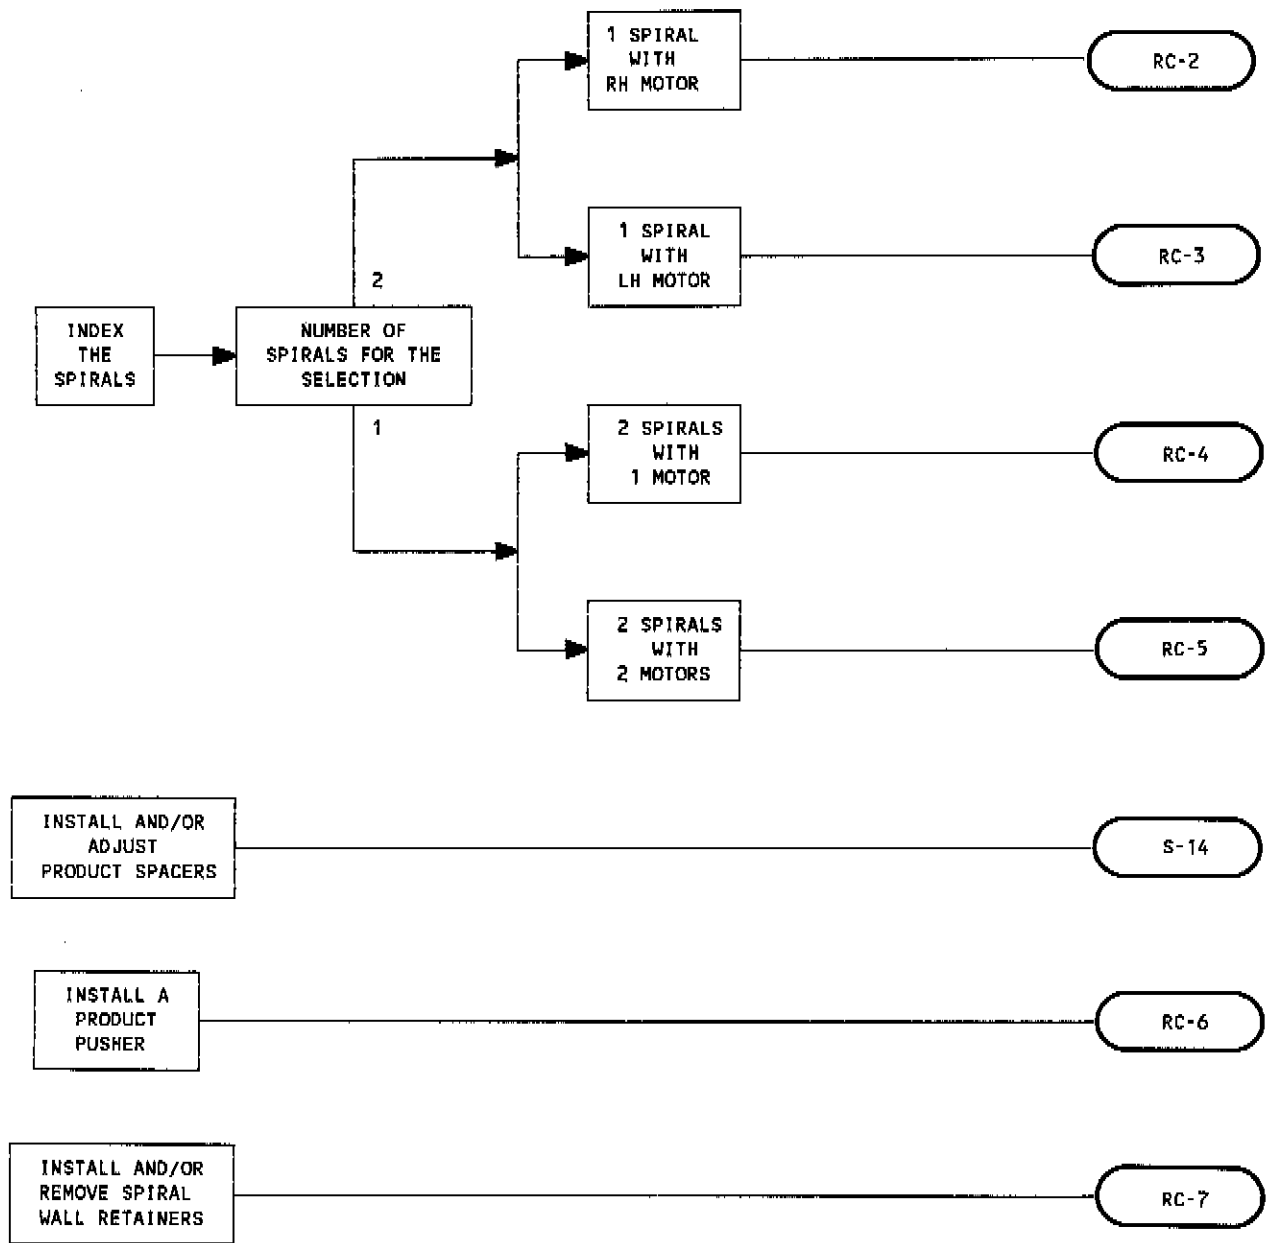 1 SPIRAL
WITH
RH MOTOR
RC-2
1 SPIRAL
WITH
LH MOTOR
RC-3
2
INDEX
THE
SPIRALS
NUMBER OF
SPIRALS FOR THE
SELECTION
1
2 SPIRALS
WITH
1 MOTOR
RC-4
2 SPIRALS
WITH
2 MOTORS
RC-5
INSTALL AND/OR
ADJUST
PRODUCT SPACERS
S-14
INSTALL A
PRODUCT
PUSHER
RC-6
INSTALL AND/OR
REMOVE SPIRAL
WALL RETAINERS
RC-7